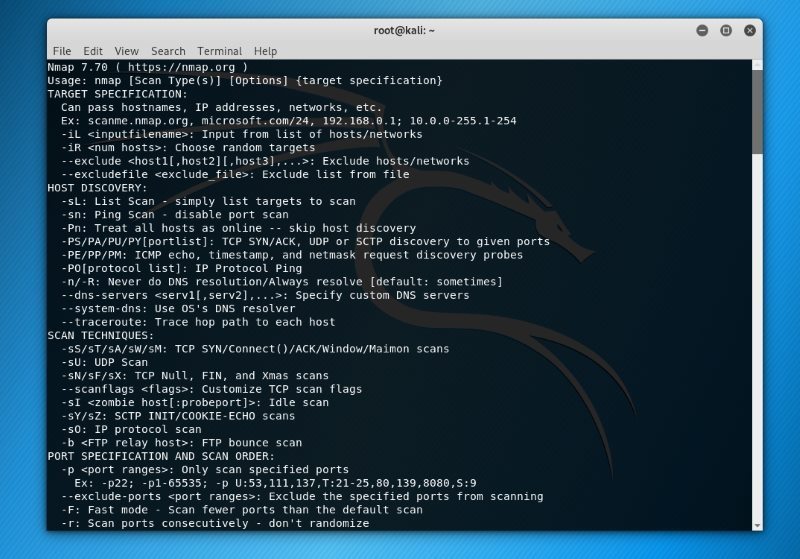 root@kali: ~
File Edit View Search Terminal Help
Nmap 7.70 ( https://nmap.org )
Usage: nmap [Scan Type(s)] [Options] {target specification}
TARGET SPECIFICATION:
  Can pass hostnames, IP addresses, networks, etc.
  Ex: scanme.nmap.org, microsoft.com/24, 192.168.0.1; 10.0.0-255.1-254
  -iL <inputfilename>: Input from list of hosts/networks
  -iR <num hosts>: Choose random targets
  --exclude <host1[,host2][,host3],...>: Exclude hosts/networks
  --excludefile <exclude_file>: Exclude list from file
HOST DISCOVERY:
  -sL: List Scan - simply list targets to scan
  -sn: Ping Scan - disable port scan
  -Pn: Treat all hosts as online -- skip host discovery
  -PS/PA/PU/PY[portlist]: TCP SYN/ACK, UDP or SCTP discovery to given ports
  -PE/PP/PM: ICMP echo, timestamp, and netmask request discovery probes
  -PO[protocol list]: IP Protocol Ping
  -n/-R: Never do DNS resolution/Always resolve [default: sometimes]
  --dns-servers <serv1[,serv2],...>: Specify custom DNS servers
  --system-dns: Use OS's DNS resolver
  --traceroute: Trace hop path to each host
SCAN TECHNIQUES:
  -sS/sT/sA/sW/sM: TCP SYN/Connect()/ACK/Window/Maimon scans
  -sU: UDP Scan
  -sN/sF/sX: TCP Null, FIN, and Xmas scans
  --scanflags <flags>: Customize TCP scan flags
  -sI <zombie host[:probeport]>: Idle scan
  -sY/sZ: SCTP INIT/COOKIE-ECHO scans
  -sO: IP protocol scan
  -b <FTP relay host>: FTP bounce scan
PORT SPECIFICATION AND SCAN ORDER:
  -p <port ranges>: Only scan specified ports
    Ex: -p22; -p1-65535; -p U:53,111,137,T:21-25,80,139,8080,S:9
  --exclude-ports <port ranges>: Exclude the specified ports from scanning
  -F: Fast mode - Scan fewer ports than the default scan
  -r: Scan ports consecutively - don't randomize